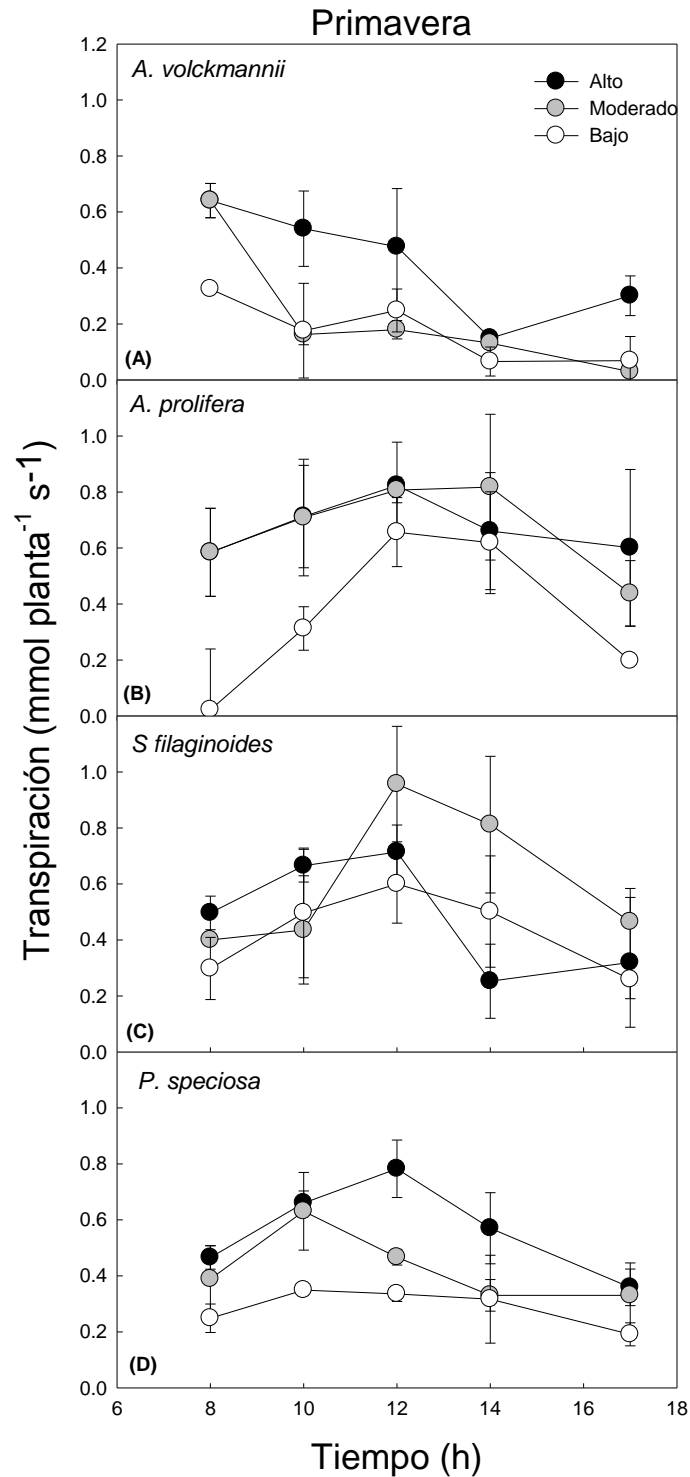 Primavera
1.2
A. volckmannii
Alto
Moderado
Bajo
1.0
0.8
0.6
0.4
0.2
0.0
(A)
A. prolifera
1.0
0.8
0.6
0.4
0.2
0.0
(B)
S filaginoides
1.0
0.8
0.6
0.4
0.2
0.0
(C)
P. speciosa
1.0
0.8
0.6
0.4
0.2
0.0
(D)
6 8 10 12 14 16 18
Tiempo (h)
Transpiración (mmol planta⁻¹ s⁻¹)